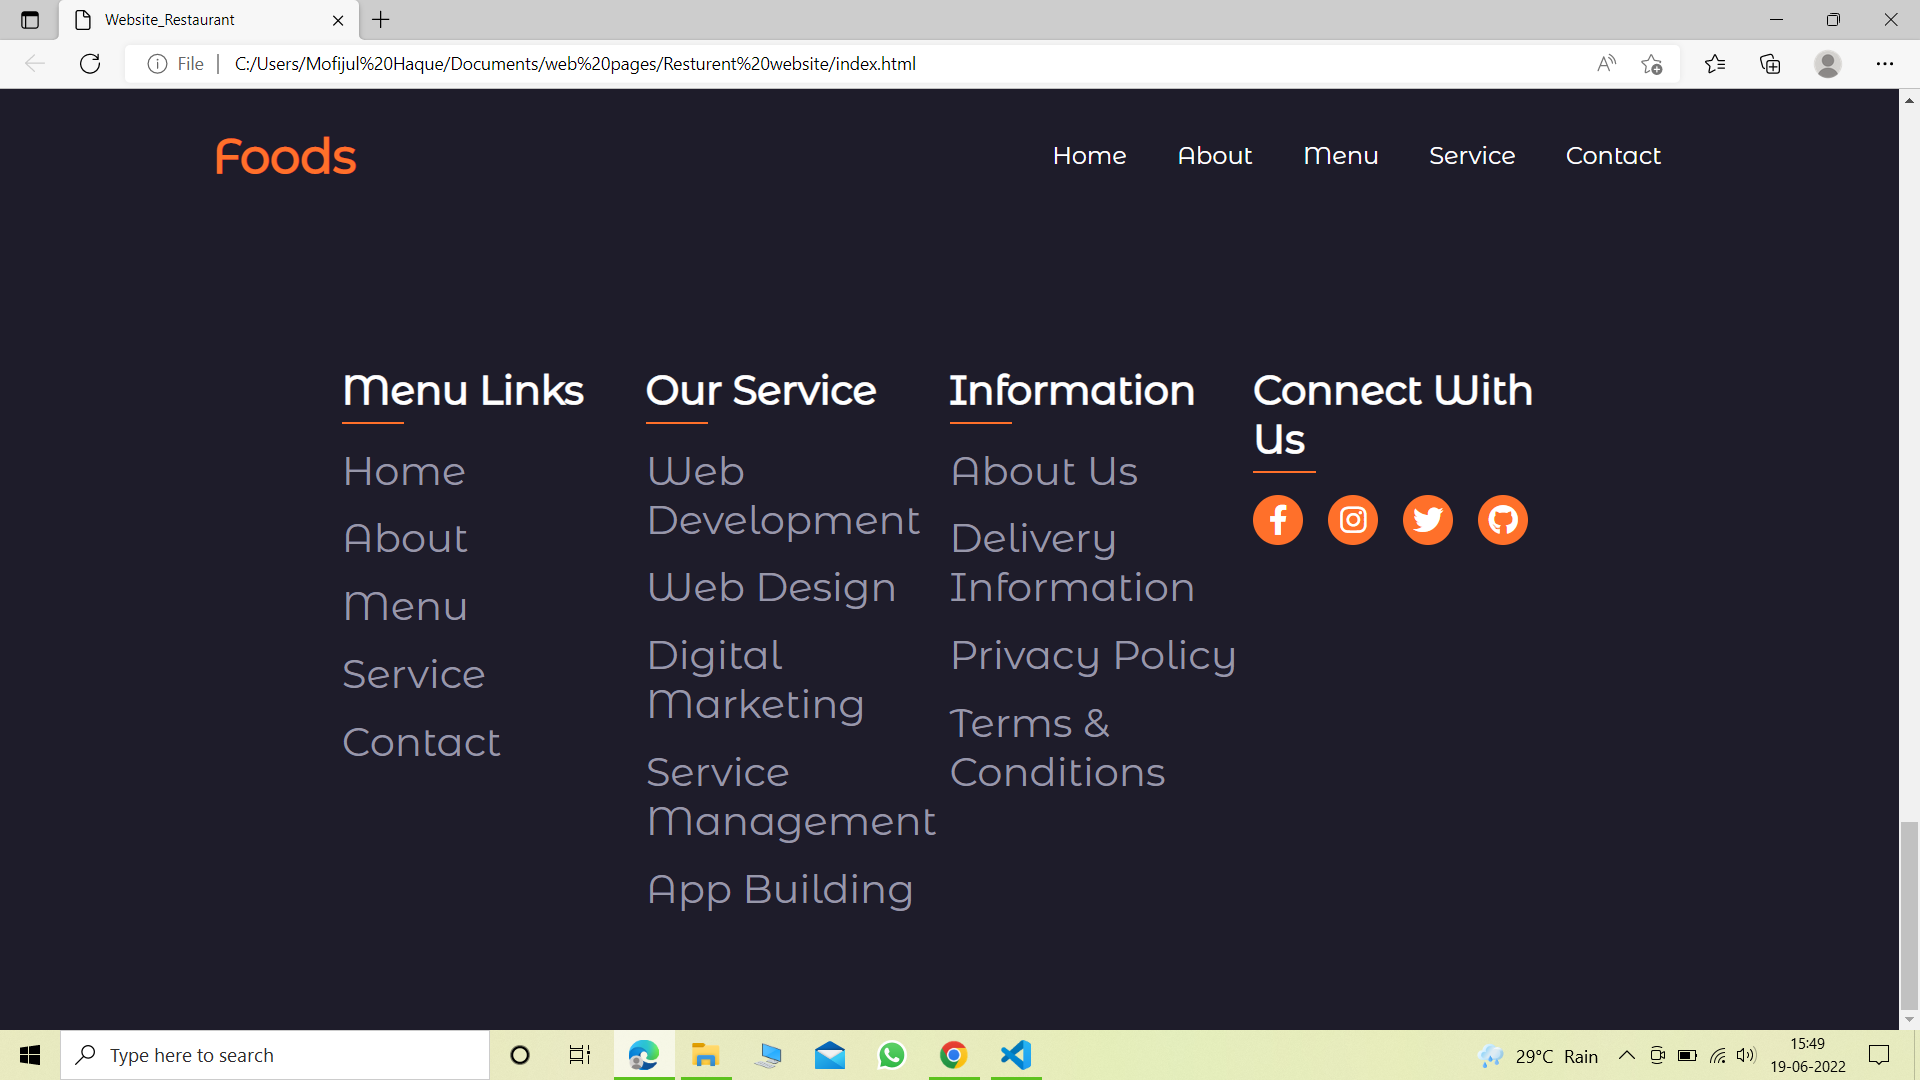 Website_Restaurant
File
C:/Users/Mofijul%20Haque/Documents/web%20pages/Resturent%20website/index.html
Foods
Home About Menu Service Contact
Menu Links
Home
About
Menu
Service
Contact
Our Service
Web
Development
Web Design
Digital
Marketing
Service
Management
App Building
Information
About Us
Delivery
Information
Privacy Policy
Terms &
Conditions
Connect With
Us
Type here to search
29°C Rain
15:49
19-06-2022